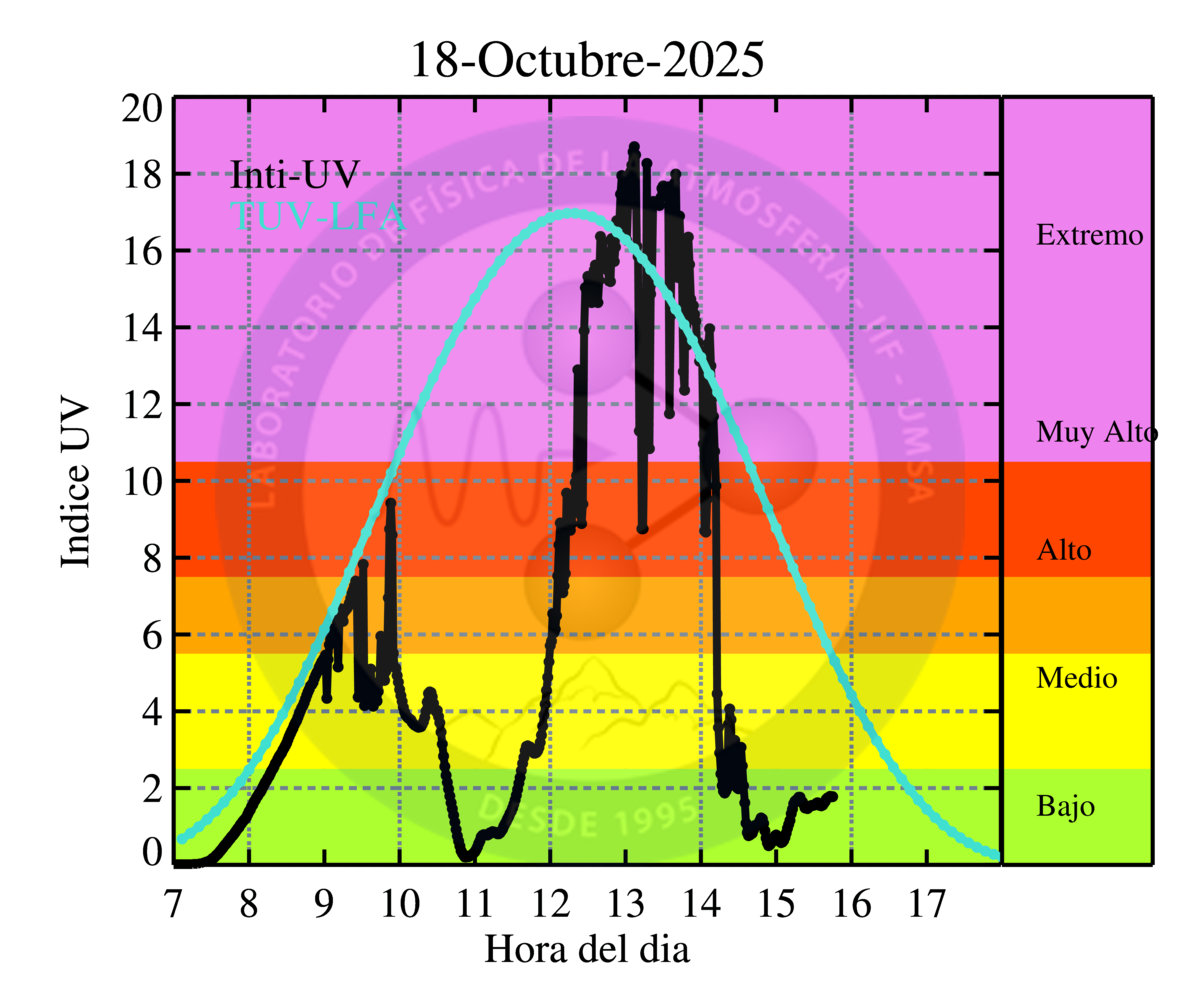 18-Octubre-2025
Inti-UV
TUV-LFA
LABORATORIO DE FÍSICA DE LA ATMÓSFERA - IIF - UMSA
DESDE 1995
Indice UV
20
18
16
14
12
10
8
6
4
2
0
Extremo
Muy Alto
Alto
Medio
Bajo
7 8 9 10 11 12 13 14 15 16 17
Hora del dia